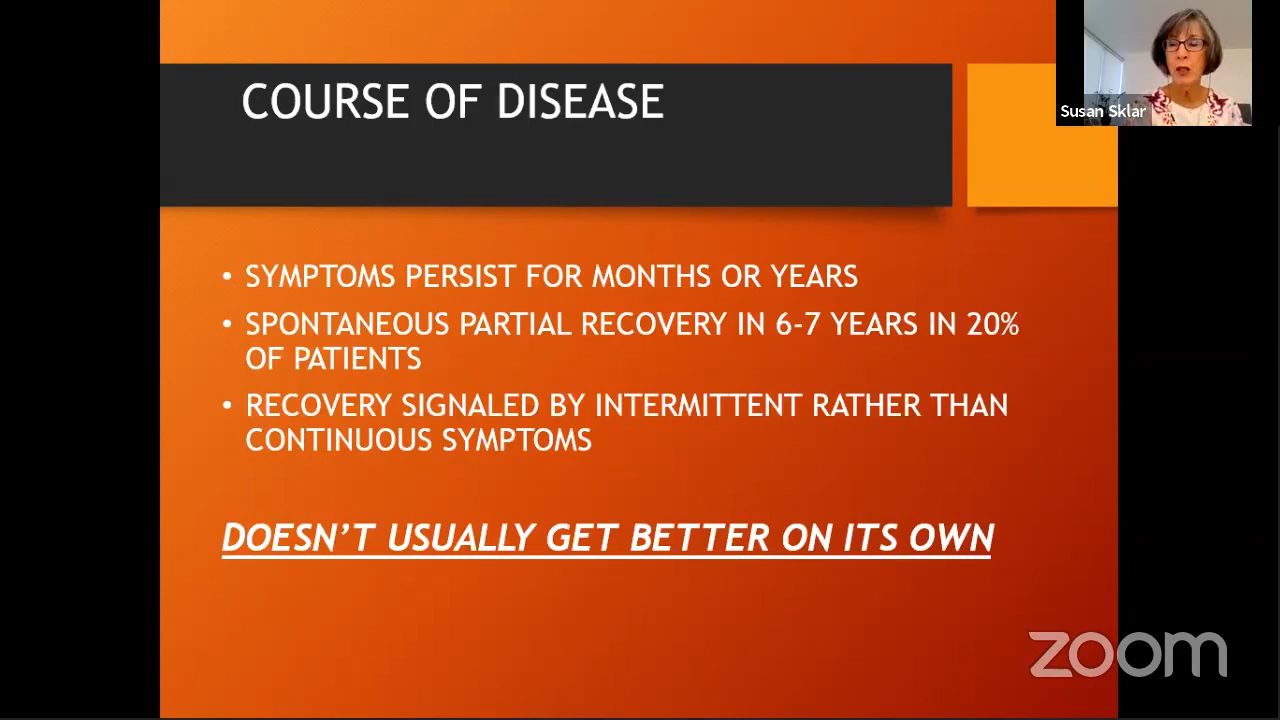 COURSE OF DISEASE
Susan Sklar
• SYMPTOMS PERSIST FOR MONTHS OR YEARS
• SPONTANEOUS PARTIAL RECOVERY IN 6-7 YEARS IN 20%
OF PATIENTS
• RECOVERY SIGNALED BY INTERMITTENT RATHER THAN
CONTINUOUS SYMPTOMS
DOESN'T USUALLY GET BETTER ON ITS OWN
zoom